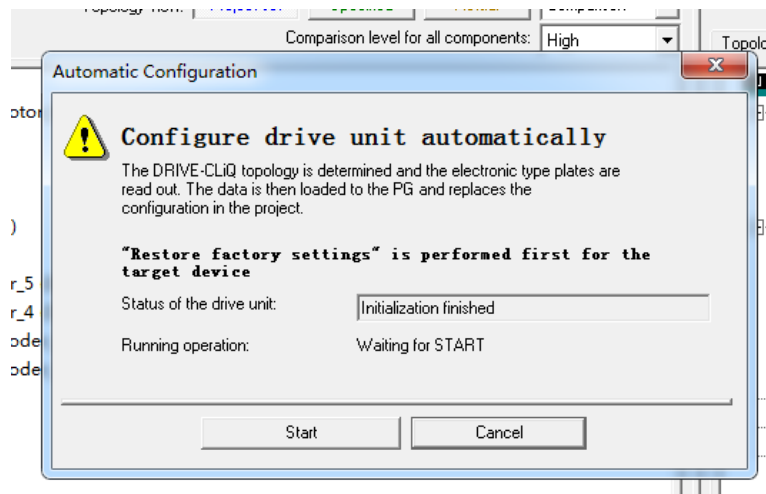 Comparison level for all components: High
Automatic Configuration
Configure drive unit automatically
The DRIVE-CLiQ topology is determined and the electronic type plates are
read out. The data is then loaded to the PG and replaces the
configuration in the project.
"Restore factory settings" is performed first for the
target device
Status of the drive unit: Initialization finished
Running operation: Waiting for START
Start Cancel
r_5
r_4